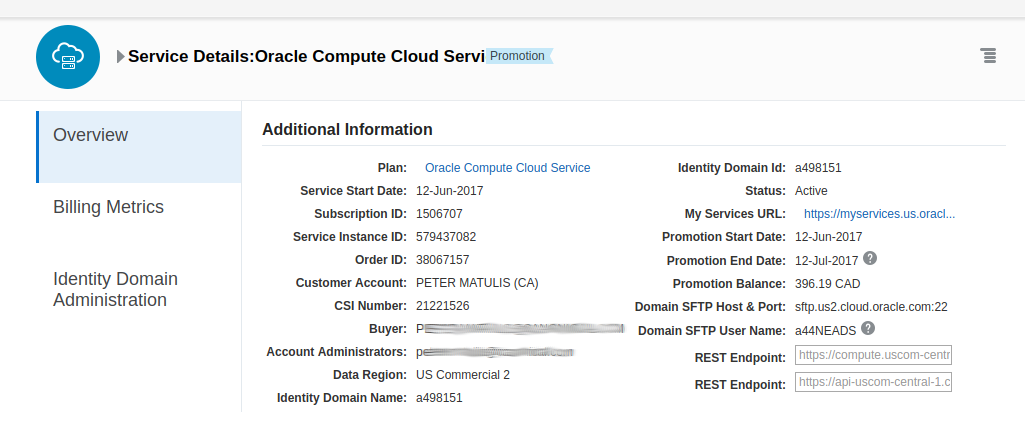 Service Details:Oracle Compute Cloud Servi Promotion
Overview
Billing Metrics
Identity Domain
Administration
Additional Information
Plan: Oracle Compute Cloud Service
Service Start Date: 12-Jun-2017
Subscription ID: 1506707
Service Instance ID: 579437082
Order ID: 38067157
Customer Account: PETER MATULIS (CA)
CSI Number: 21221526
Buyer:
Account Administrators:
Data Region: US Commercial 2
Identity Domain Name: a498151
Identity Domain Id: a498151
Status: Active
My Services URL: https://myservices.us.oracl...
Promotion Start Date: 12-Jun-2017
Promotion End Date: 12-Jul-2017 ?
Promotion Balance: 396.19 CAD
Domain SFTP Host & Port: sftp.us2.cloud.oracle.com:22
Domain SFTP User Name: a44NEADS ?
REST Endpoint: https://compute.uscom-centr
REST Endpoint: https://api-uscom-central-1.c